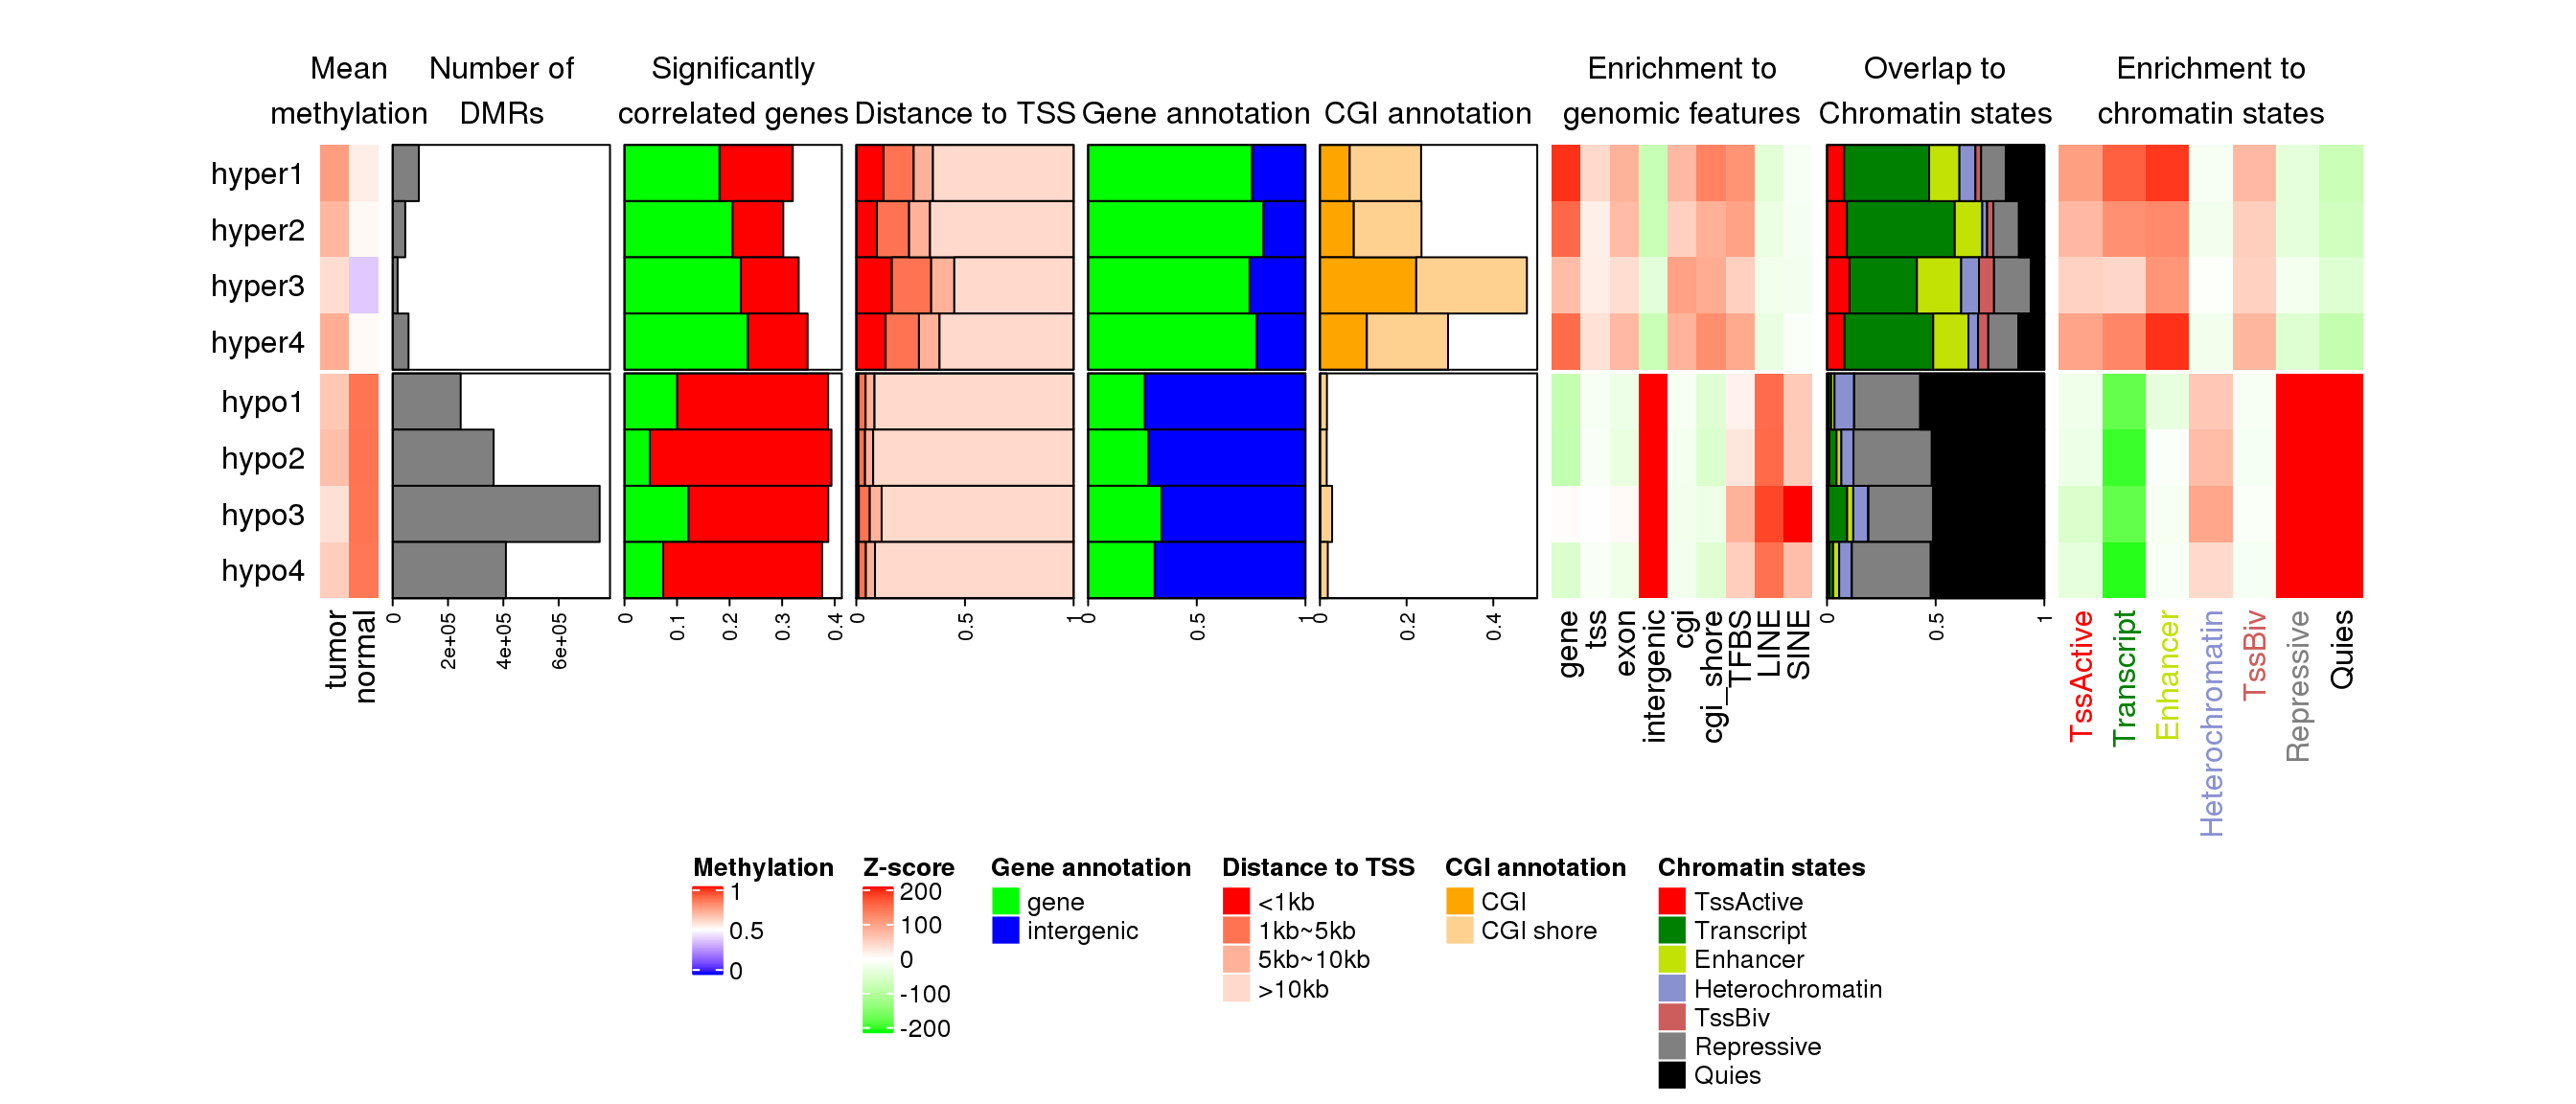 Mean
methylation
Number of
DMRs
Significantly
correlated genes
Distance to TSS
Gene annotation
CGI annotation
Enrichment to
genomic features
Overlap to
Chromatin states
Enrichment to
chromatin states
hyper1
hyper2
hyper3
hyper4
hypo1
hypo2
hypo3
hypo4
tumor
normal
0
2e+05
4e+05
6e+05
0
0.1
0.2
0.3
0.4
0
0.5
1
0
0.5
1
0
0.2
0.4
gene
tss
exon
intergenic
cgi
cgi_shore
TFBS
LINE
SINE
0
0.5
1
TssActive
Transcript
Enhancer
Heterochromatin
TssBiv
Repressive
Quies
Methylation
1
0.5
0
Z-score
200
100
0
-100
-200
Gene annotation
gene
intergenic
Distance to TSS
<1kb
1kb~5kb
5kb~10kb
>10kb
CGI annotation
CGI
CGI shore
Chromatin states
TssActive
Transcript
Enhancer
Heterochromatin
TssBiv
Repressive
Quies